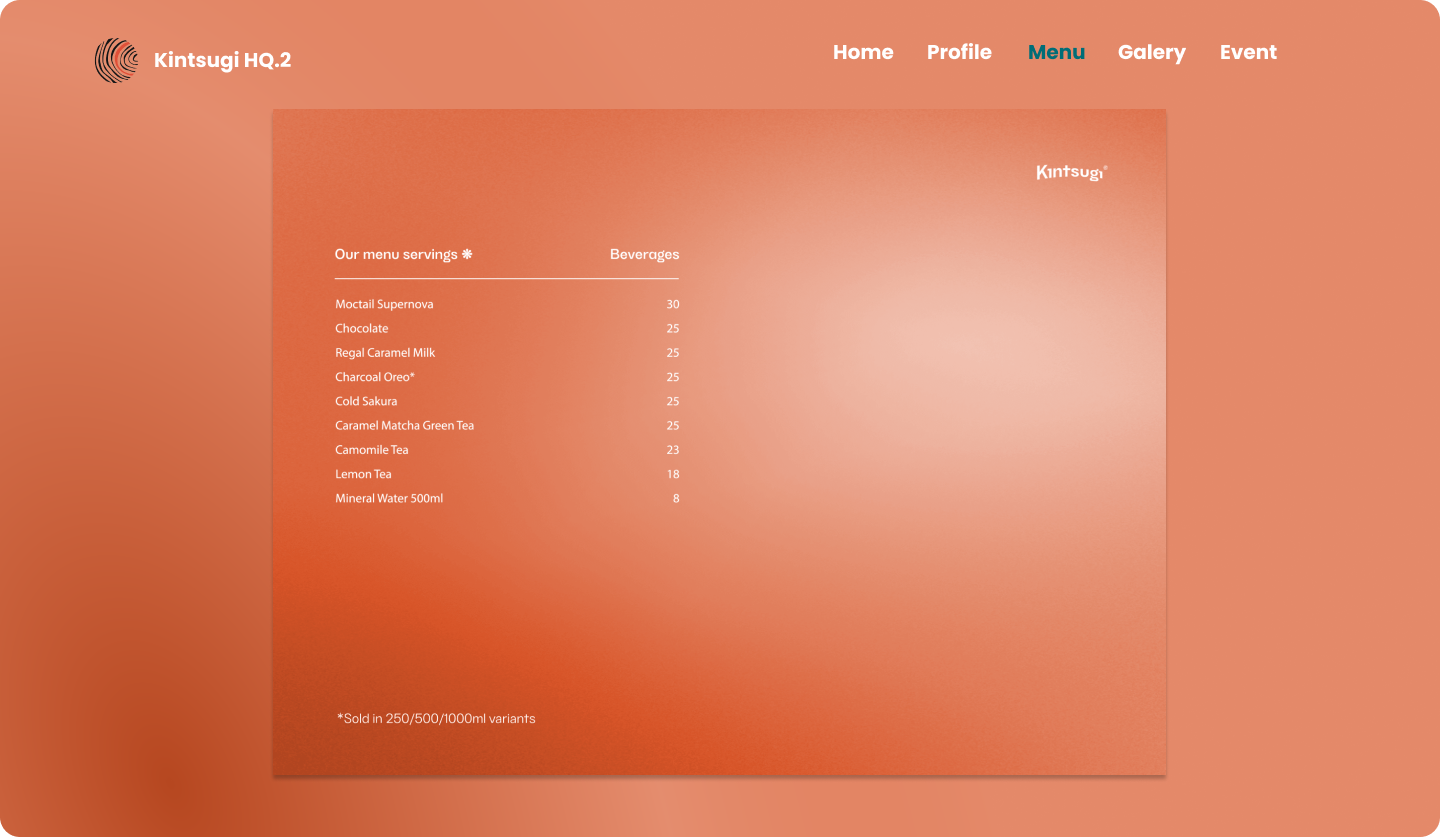 Kintsugi HQ.2
Home Profile Menu Galery Event
Kintsugi®
Our menu servings ❋ Beverages
Moctail Supernova 30
Chocolate 25
Regal Caramel Milk 25
Charcoal Oreo* 25
Cold Sakura 25
Caramel Matcha Green Tea 25
Camomile Tea 23
Lemon Tea 18
Mineral Water 500ml 8
*Sold in 250/500/1000ml variants